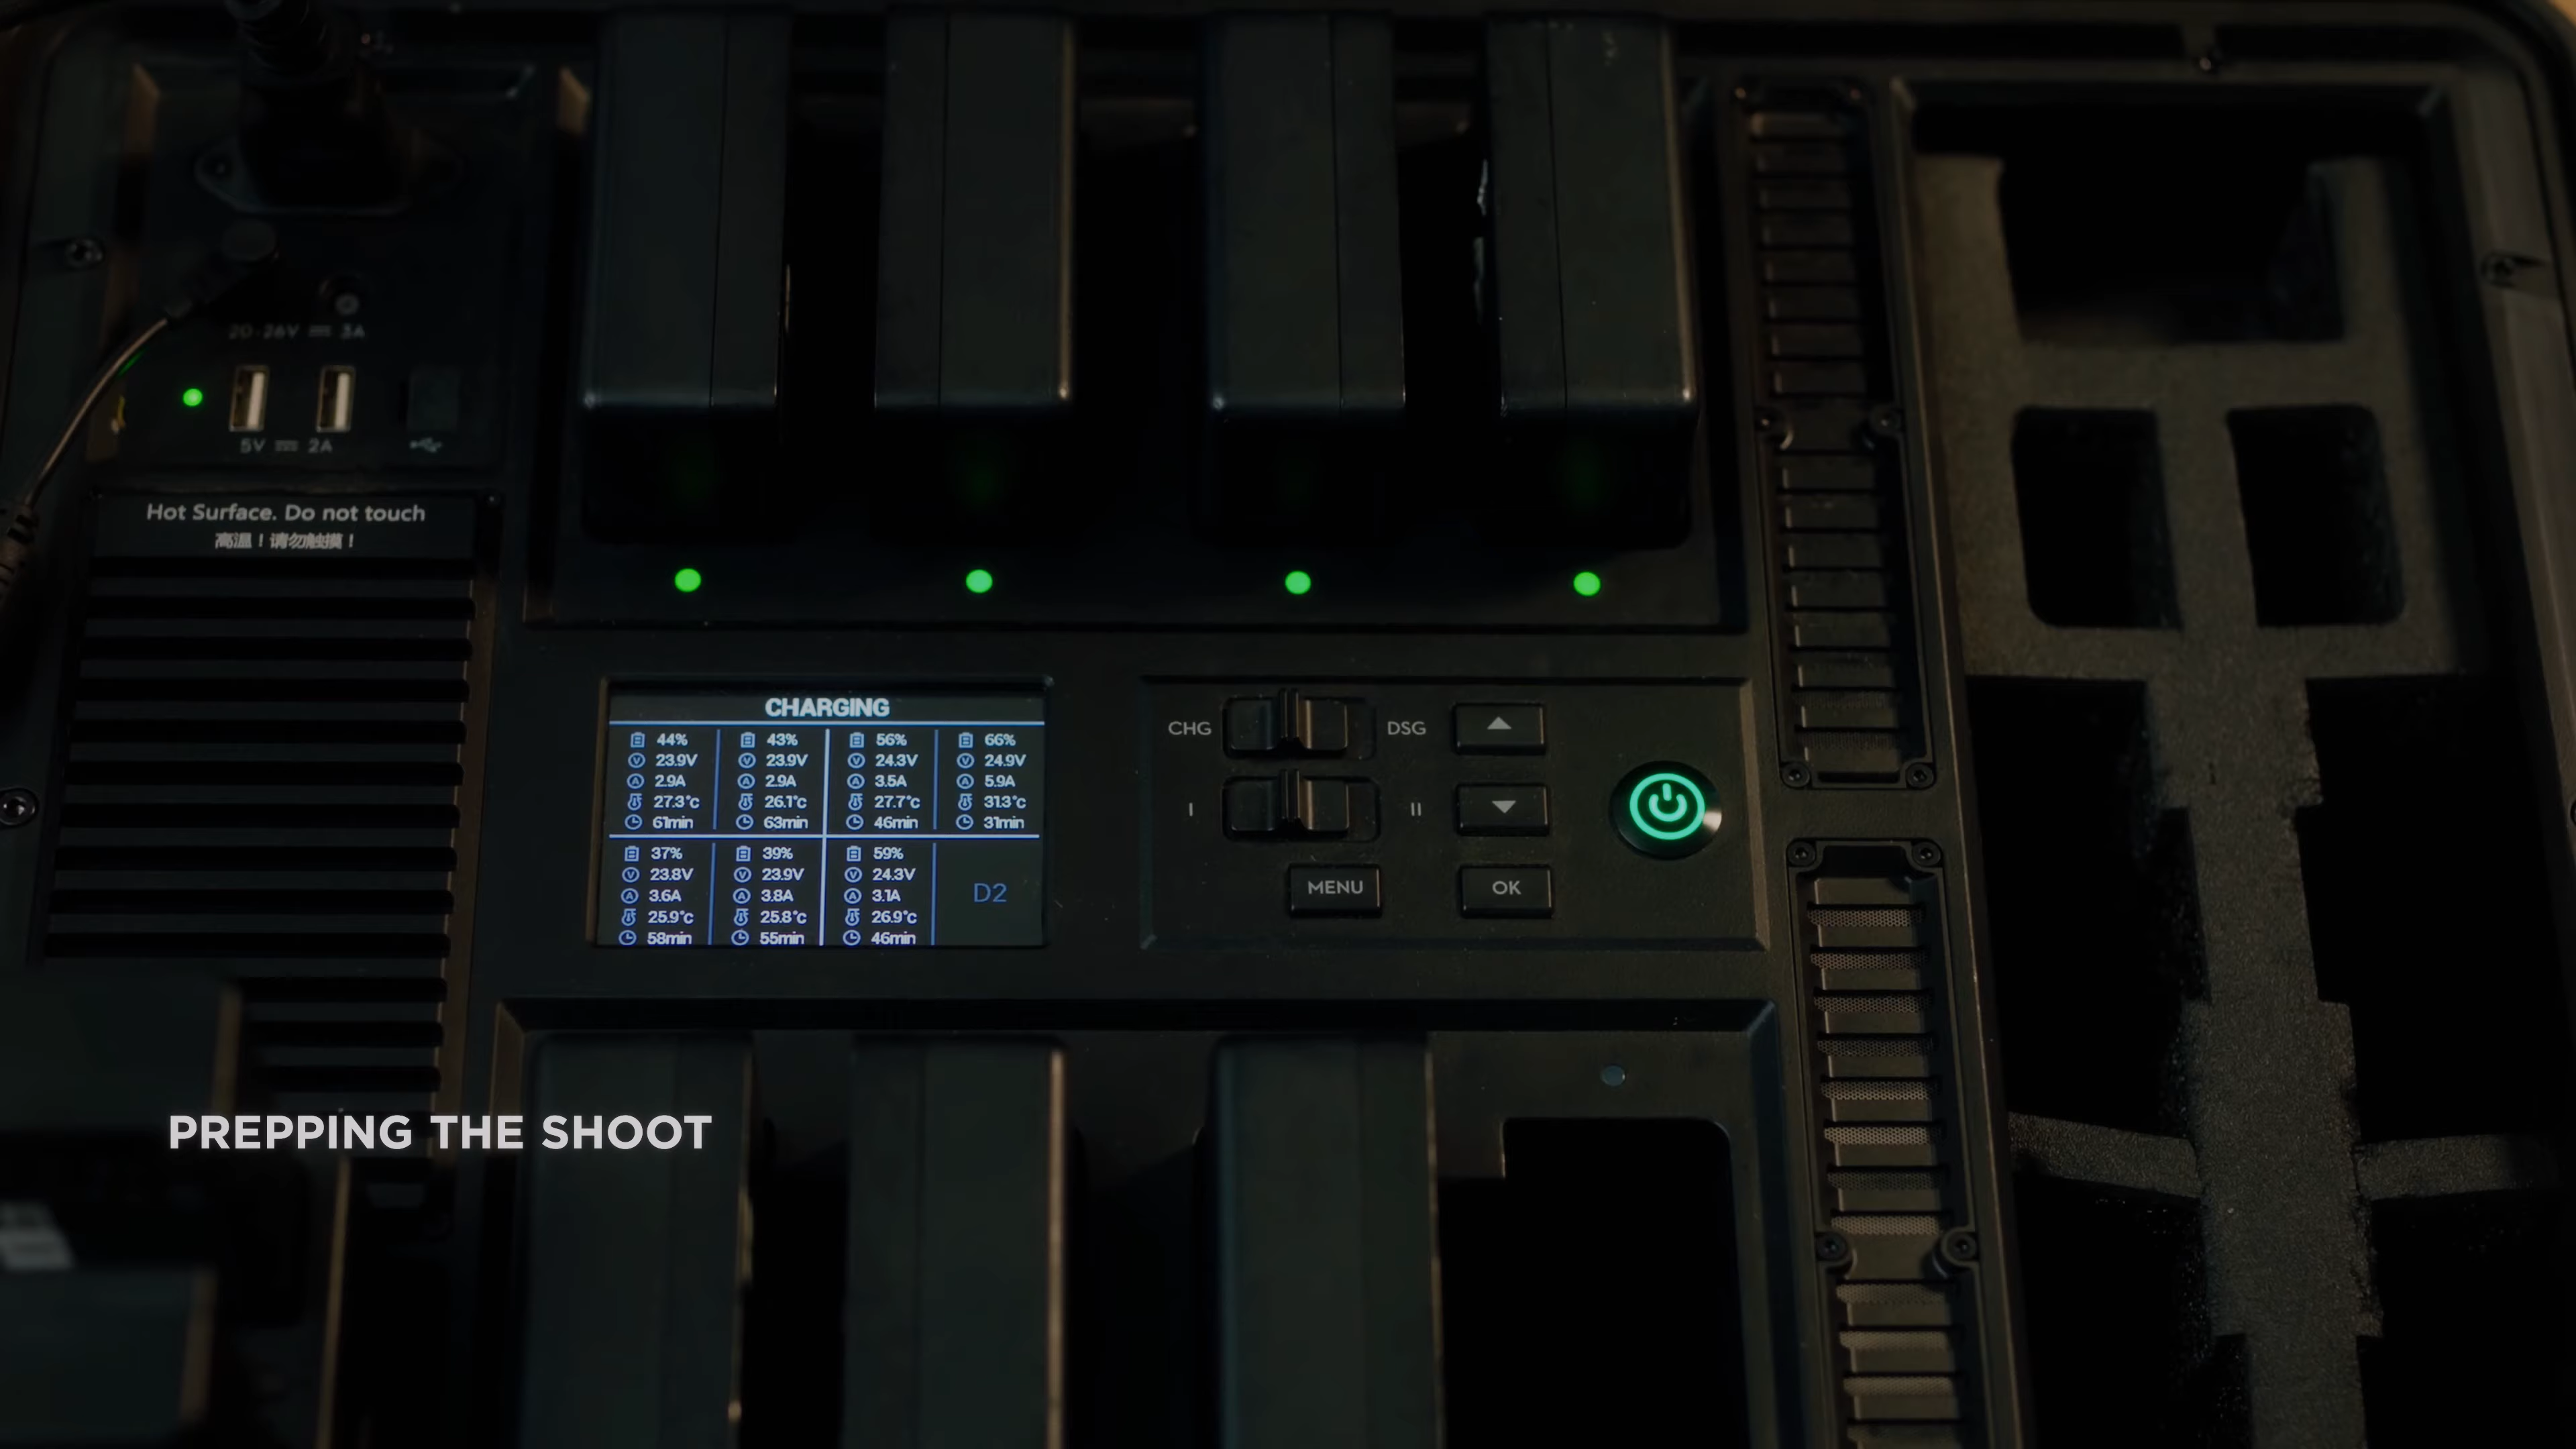 20-26V 3A
5V 2A
Hot Surface. Do not touch
高温！请勿触摸！
CHARGING
44% 43% 56% 66%
23.9V 23.9V 24.3V 24.9V
2.9A 2.9A 3.5A 5.9A
27.3°c 26.1°c 27.7°c 31.3°c
61min 63min 46min 31min
37% 39% 59%
23.8V 23.9V 24.3V
3.6A 3.8A 3.1A
25.9°c 25.8°c 26.9°c
58min 55min 46min
D2
CHG DSG
I II
MENU OK
PREPPING THE SHOOT